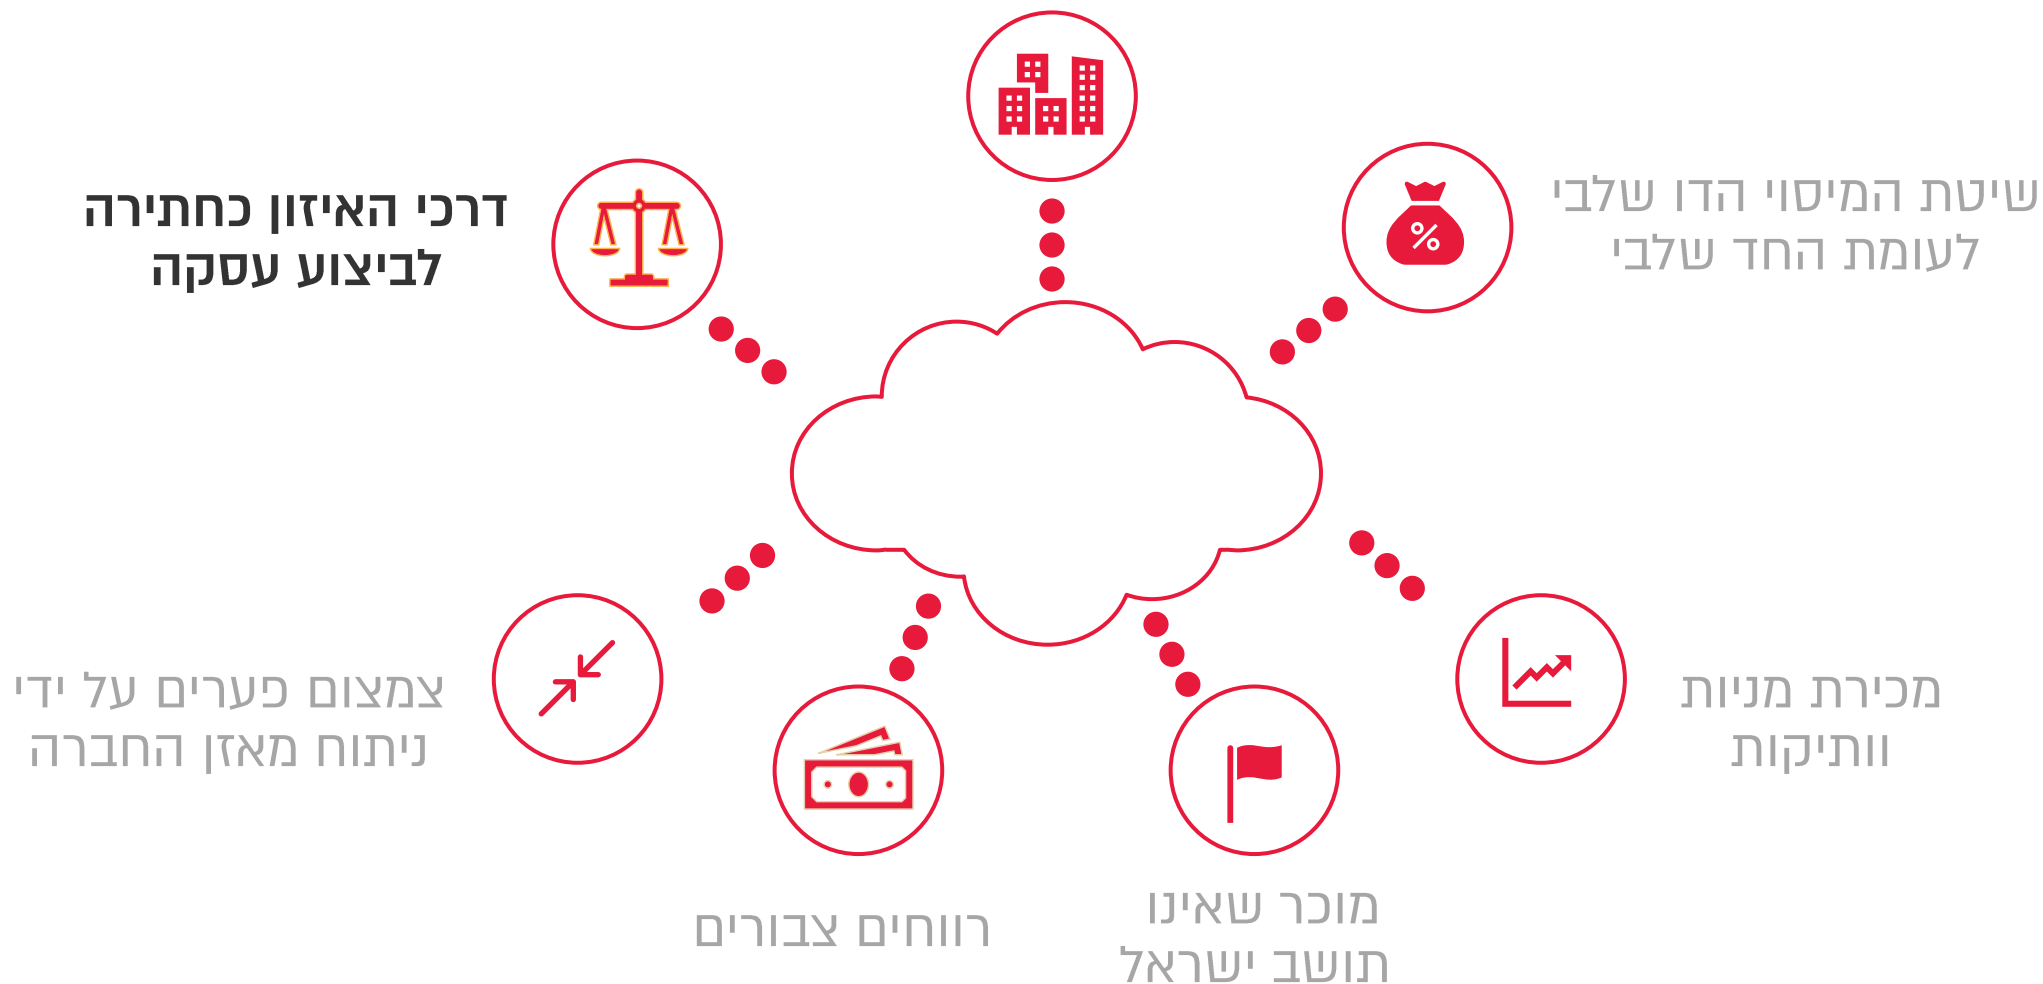 שיטת המיסוי הדו שלבי
לעומת החד שלבי
דרכי האיזון כחתירה
לביצוע עסקה
מכירת מניות
וותיקות
צמצום פערים על ידי
ניתוח מאזן החברה
מוכר שאינו
תושב ישראל
רווחים צבורים
%